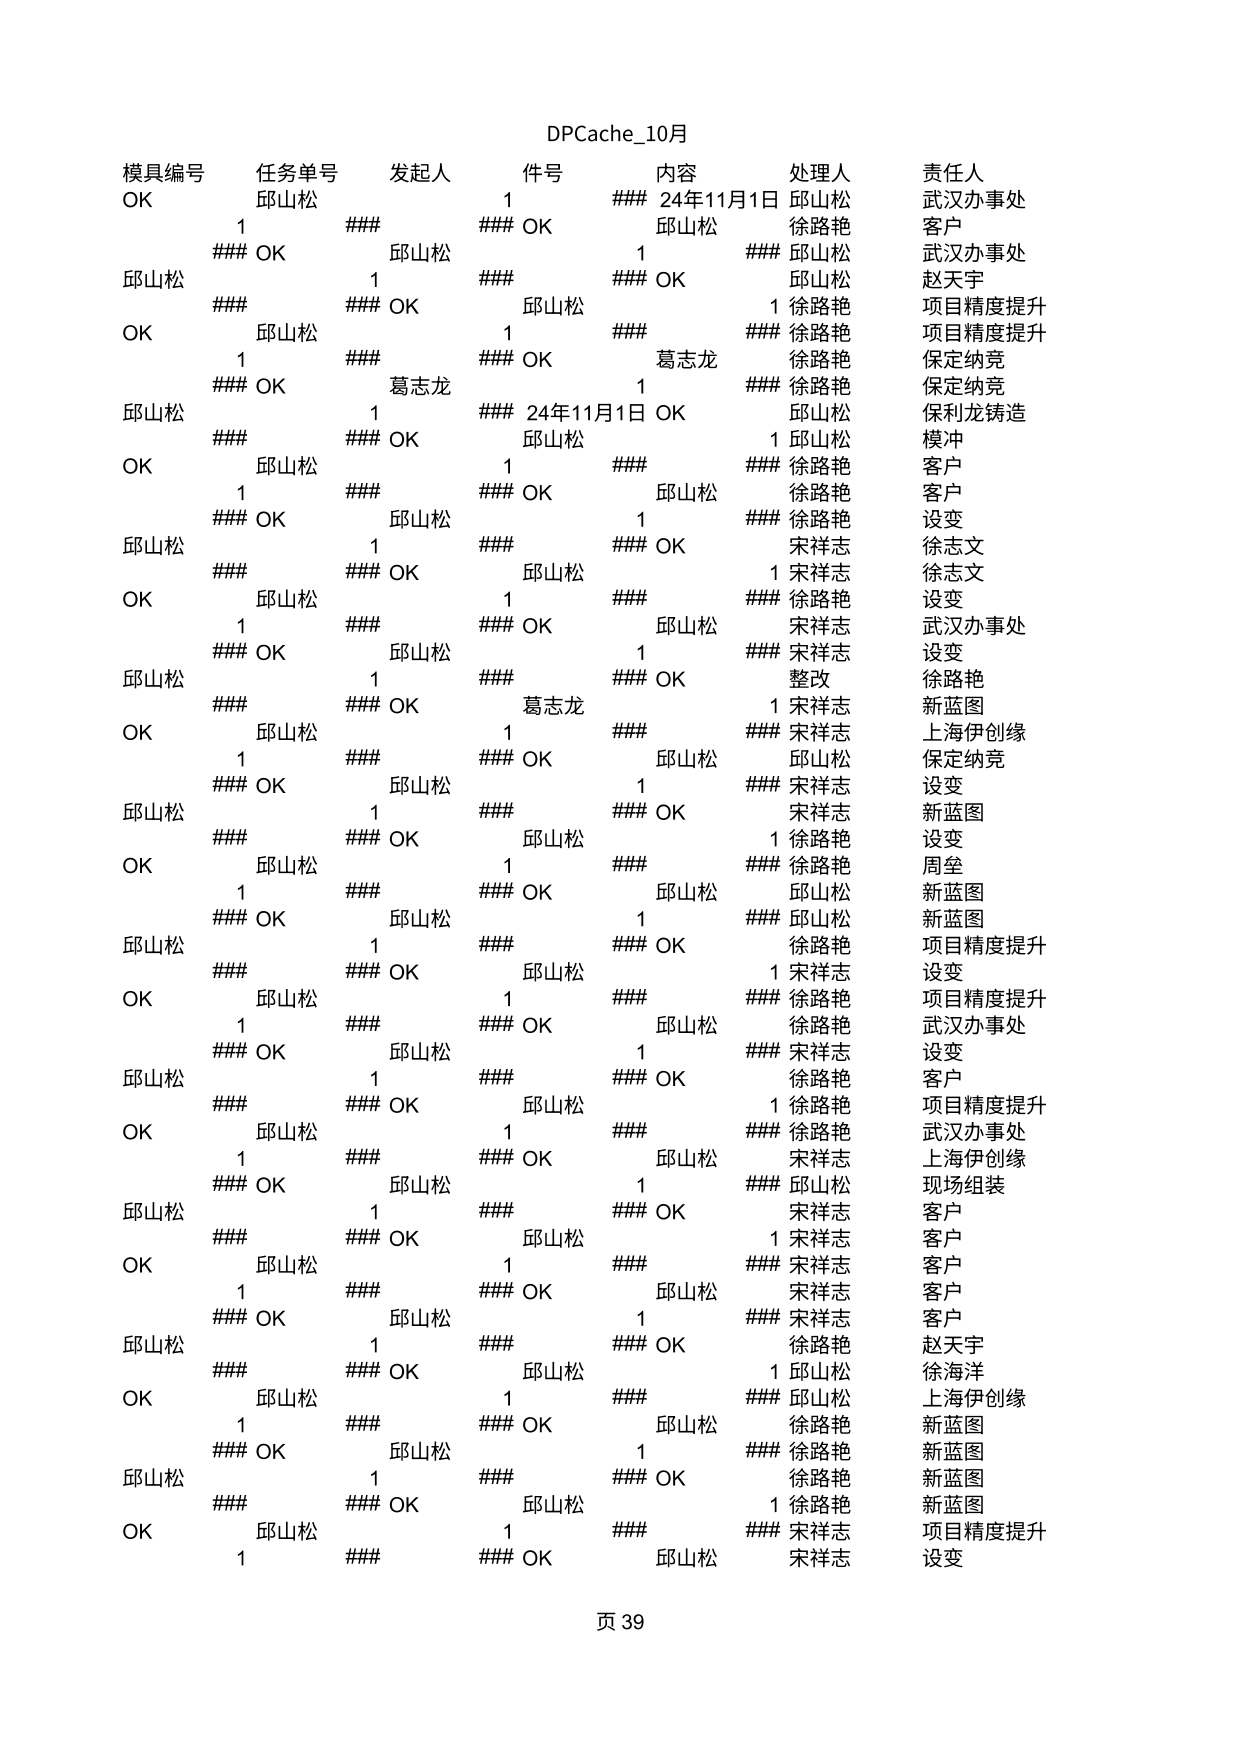 DPCache_10月
模具编号 任务单号 发起人 件号 内容 处理人 责任人
OK 邱山松 1 ### 24年11月1日 邱山松 武汉办事处
1 ### ### OK 邱山松 徐路艳 客户
### OK 邱山松 1 ### 邱山松 武汉办事处
邱山松 1 ### ### OK 邱山松 赵天宇
### ### OK 邱山松 1 徐路艳 项目精度提升
OK 邱山松 1 ### ### 徐路艳 项目精度提升
1 ### ### OK 葛志龙 徐路艳 保定纳竞
### OK 葛志龙 1 ### 徐路艳 保定纳竞
邱山松 1 ### 24年11月1日 OK 邱山松 保利龙铸造
### ### OK 邱山松 1 邱山松 模冲
OK 邱山松 1 ### ### 徐路艳 客户
1 ### ### OK 邱山松 徐路艳 客户
### OK 邱山松 1 ### 徐路艳 设变
邱山松 1 ### ### OK 宋祥志 徐志文
### ### OK 邱山松 1 宋祥志 徐志文
OK 邱山松 1 ### ### 徐路艳 设变
1 ### ### OK 邱山松 宋祥志 武汉办事处
### OK 邱山松 1 ### 宋祥志 设变
邱山松 1 ### ### OK 整改 徐路艳
### ### OK 葛志龙 1 宋祥志 新蓝图
OK 邱山松 1 ### ### 宋祥志 上海伊创缘
1 ### ### OK 邱山松 邱山松 保定纳竞
### OK 邱山松 1 ### 宋祥志 设变
邱山松 1 ### ### OK 宋祥志 新蓝图
### ### OK 邱山松 1 徐路艳 设变
OK 邱山松 1 ### ### 徐路艳 周垒
1 ### ### OK 邱山松 邱山松 新蓝图
### OK 邱山松 1 ### 邱山松 新蓝图
邱山松 1 ### ### OK 徐路艳 项目精度提升
### ### OK 邱山松 1 宋祥志 设变
OK 邱山松 1 ### ### 徐路艳 项目精度提升
1 ### ### OK 邱山松 徐路艳 武汉办事处
### OK 邱山松 1 ### 宋祥志 设变
邱山松 1 ### ### OK 徐路艳 客户
### ### OK 邱山松 1 徐路艳 项目精度提升
OK 邱山松 1 ### ### 徐路艳 武汉办事处
1 ### ### OK 邱山松 宋祥志 上海伊创缘
### OK 邱山松 1 ### 邱山松 现场组装
邱山松 1 ### ### OK 宋祥志 客户
### ### OK 邱山松 1 宋祥志 客户
OK 邱山松 1 ### ### 宋祥志 客户
1 ### ### OK 邱山松 宋祥志 客户
### OK 邱山松 1 ### 宋祥志 客户
邱山松 1 ### ### OK 徐路艳 赵天宇
### ### OK 邱山松 1 邱山松 徐海洋
OK 邱山松 1 ### ### 邱山松 上海伊创缘
1 ### ### OK 邱山松 徐路艳 新蓝图
### OK 邱山松 1 ### 徐路艳 新蓝图
邱山松 1 ### ### OK 徐路艳 新蓝图
### ### OK 邱山松 1 徐路艳 新蓝图
OK 邱山松 1 ### ### 宋祥志 项目精度提升
1 ### ### OK 邱山松 宋祥志 设变
页 39